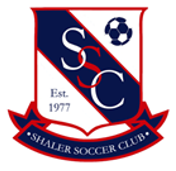 SSC
Est.
1977
• SHALER SOCCER CLUB •